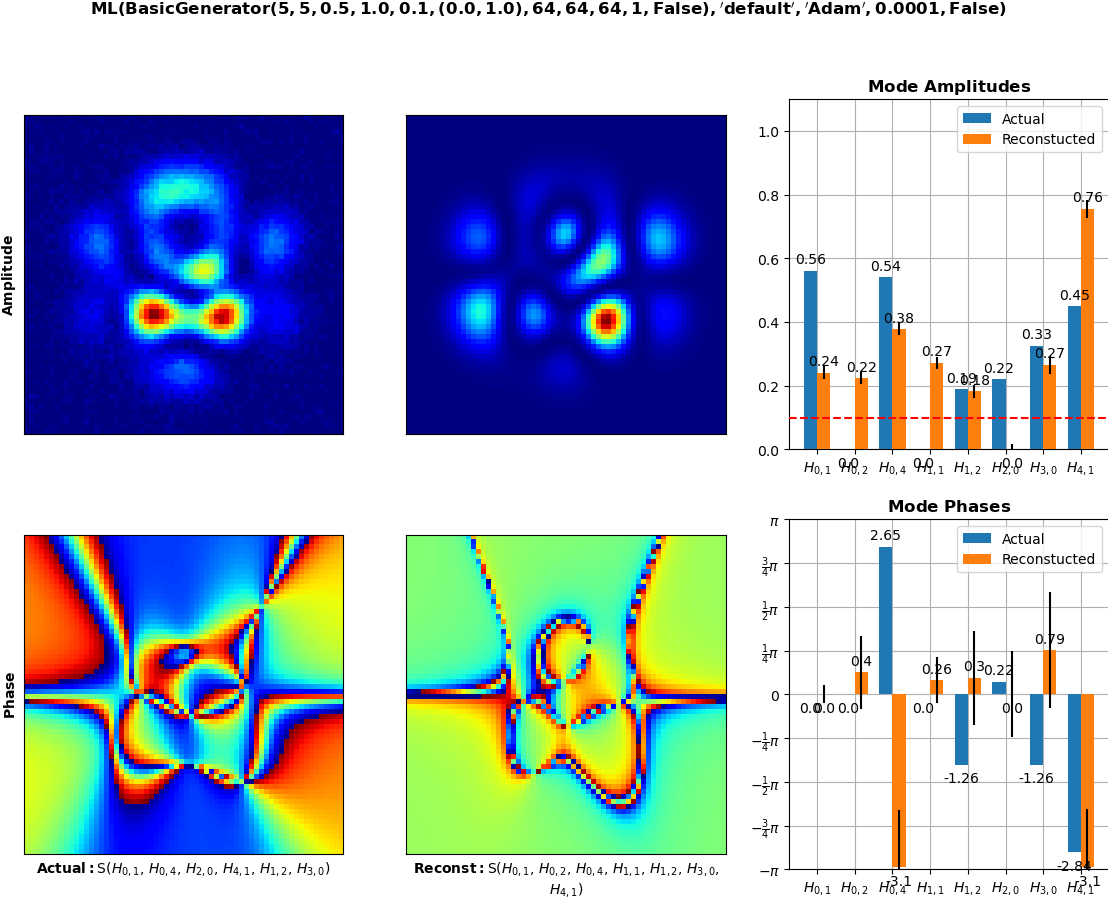 ML(BasicGenerator(5, 5, 0.5, 1.0, 0.1, (0.0, 1.0), 64, 64, 64, 1, False), 'default', 'Adam', 0.0001, False)
Amplitude
Mode Amplitudes
Actual
Reconstucted
1.0
0.8
0.6
0.4
0.2
0.0
0.56
0.24
0.0
0.22
0.54
0.38
0.0
0.27
0.19
0.18
0.22
0.0
0.33
0.27
0.45
0.76
H0,1 H0,2 H0,4 H1,1 H1,2 H2,0 H3,0 H4,1
Phase
Mode Phases
Actual
Reconstucted
π
3/4π
1/2π
1/4π
0
−1/4π
−1/2π
−3/4π
−π
0.0
0.0
0.0
0.4
2.65
-3.1
0.0
0.26
-1.26
0.3
0.22
0.0
-1.26
0.79
-2.84
-3.1
H0,1 H0,2 H0,4 H1,1 H1,2 H2,0 H3,0 H4,1
Actual: S(H0,1, H0,4, H2,0, H4,1, H1,2, H3,0)
Reconst: S(H0,1, H0,2, H0,4, H1,1, H1,2, H3,0,
H4,1)